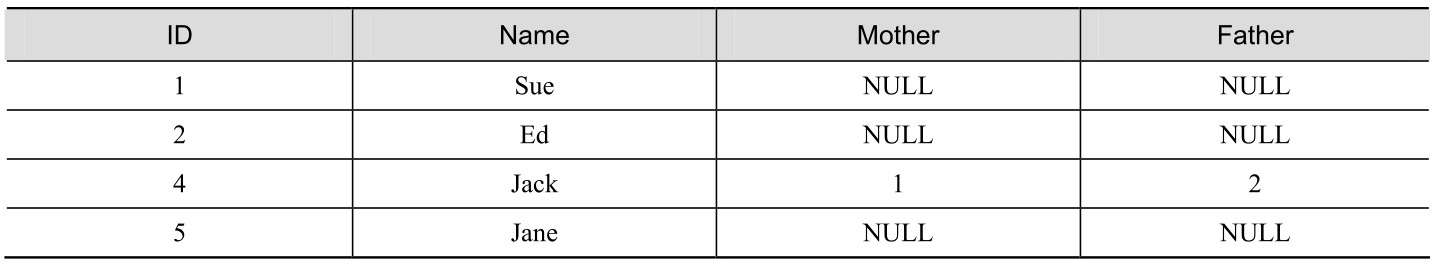 ID Name Mother Father
1 Sue NULL NULL
2 Ed NULL NULL
4 Jack 1 2
5 Jane NULL NULL